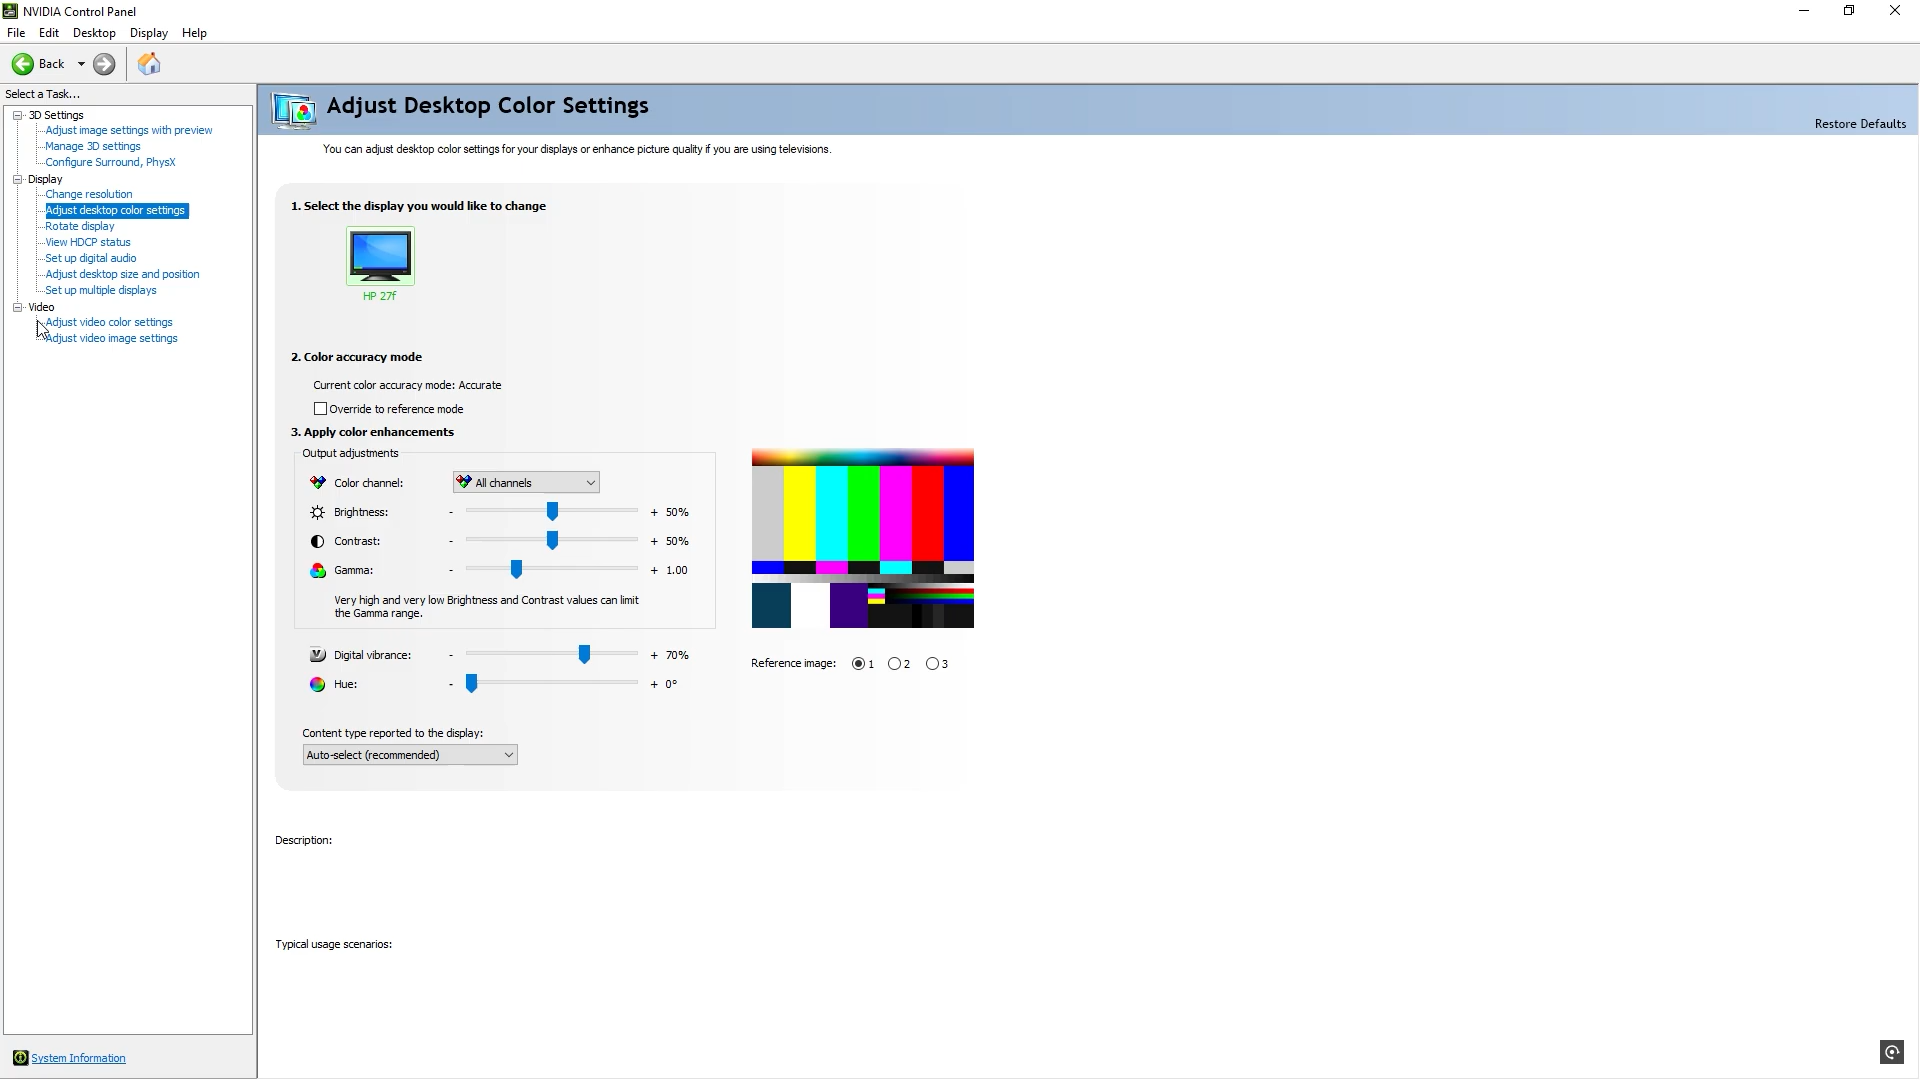 NVIDIA Control Panel
File Edit Desktop Display Help
Back
Select a Task...
3D Settings
Adjust image settings with preview
Manage 3D settings
Configure Surround, PhysX
Display
Change resolution
Adjust desktop color settings
Rotate display
View HDCP status
Set up digital audio
Adjust desktop size and position
Set up multiple displays
Video
Adjust video color settings
Adjust video image settings
System Information
Adjust Desktop Color Settings
Restore Defaults
You can adjust desktop color settings for your displays or enhance picture quality if you are using televisions.
1. Select the display you would like to change
HP 27f
2. Color accuracy mode
Current color accuracy mode: Accurate
Override to reference mode
3. Apply color enhancements
Output adjustments
Color channel: All channels
Brightness: - + 50%
Contrast: - + 50%
Gamma: - + 1.00
Very high and very low Brightness and Contrast values can limit
the Gamma range.
Digital vibrance: - + 70%
Hue: - + 0°
Reference image: 1 2 3
Content type reported to the display:
Auto-select (recommended)
Description:
Typical usage scenarios: